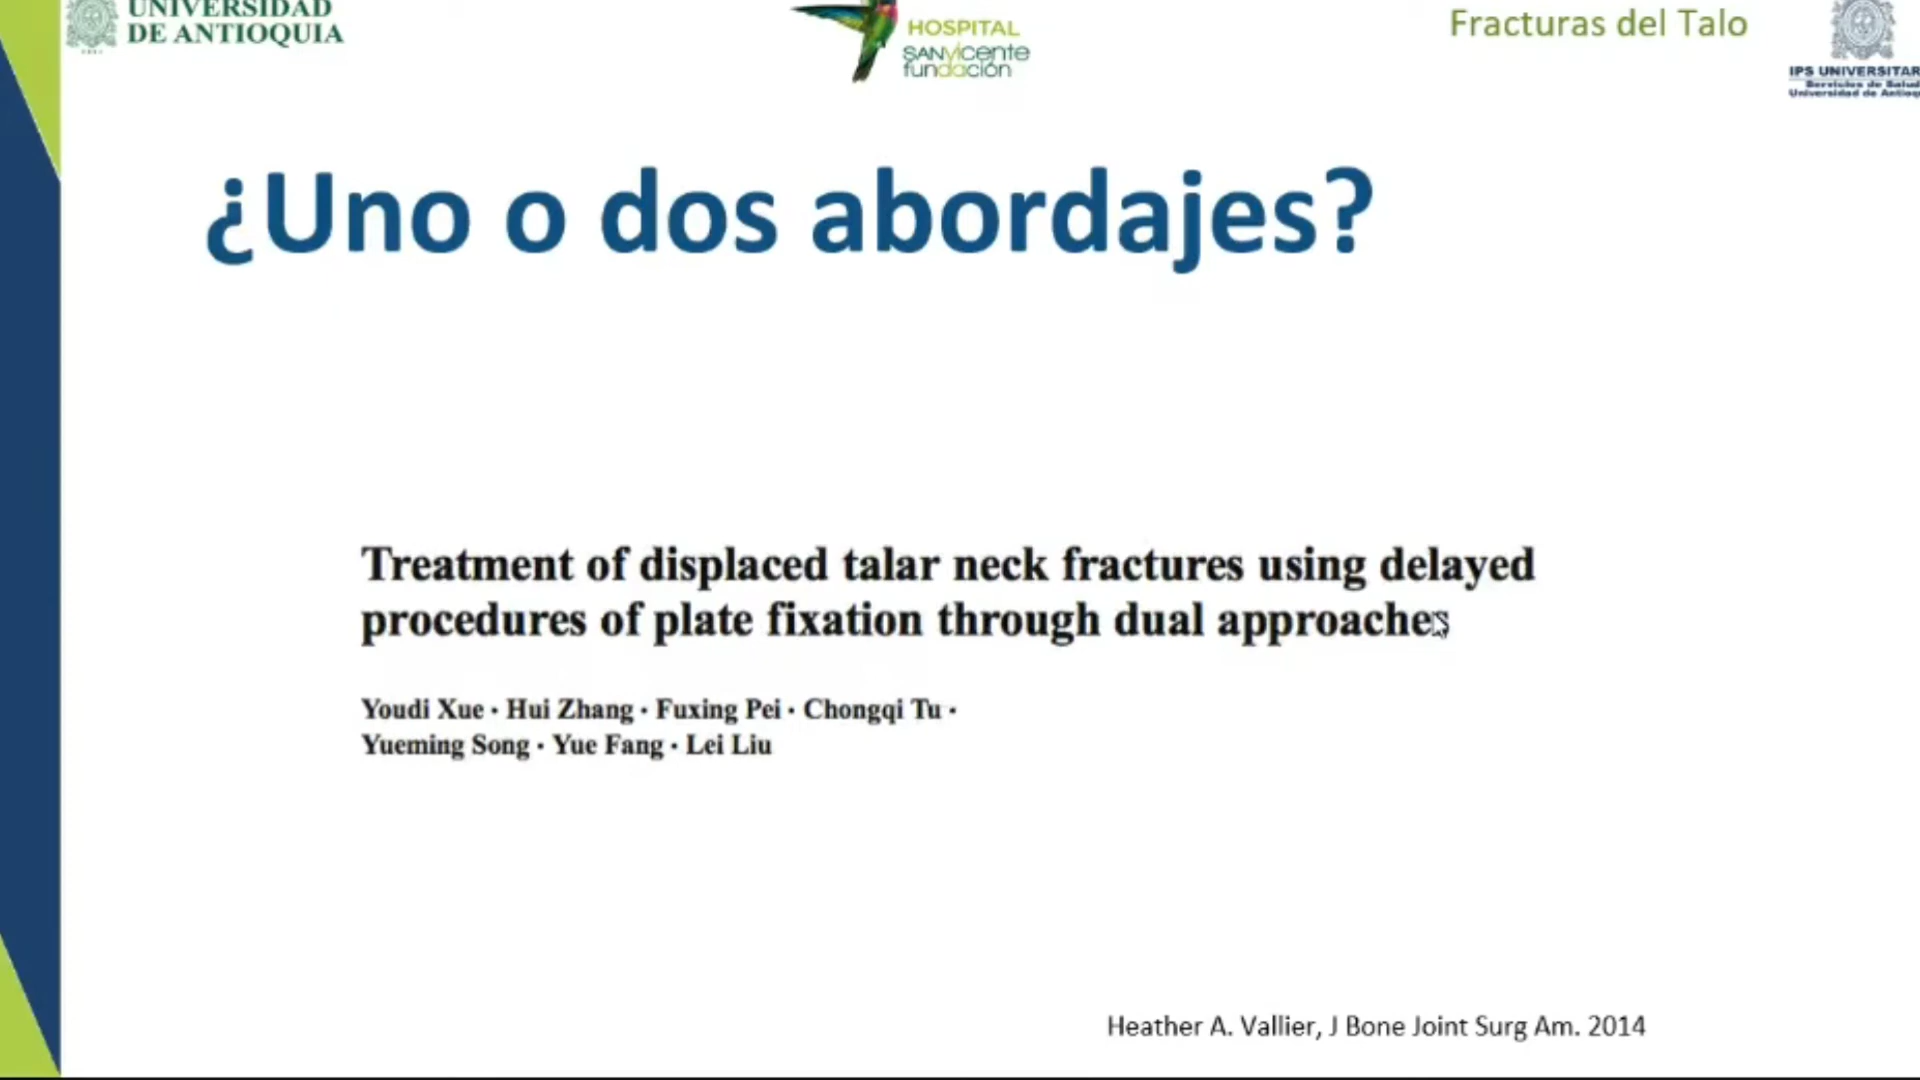 UNIVERSIDAD
DE ANTIOQUIA
HOSPITAL
SANVicente
fundación
Fracturas del Talo
IPS UNIVERSITAR
Servicios de Salud
Universidad de Antioq
¿Uno o dos abordajes?
Treatment of displaced talar neck fractures using delayed
procedures of plate fixation through dual approaches
Youdi Xue · Hui Zhang · Fuxing Pei · Chongqi Tu ·
Yueming Song · Yue Fang · Lei Liu
Heather A. Vallier, J Bone Joint Surg Am. 2014